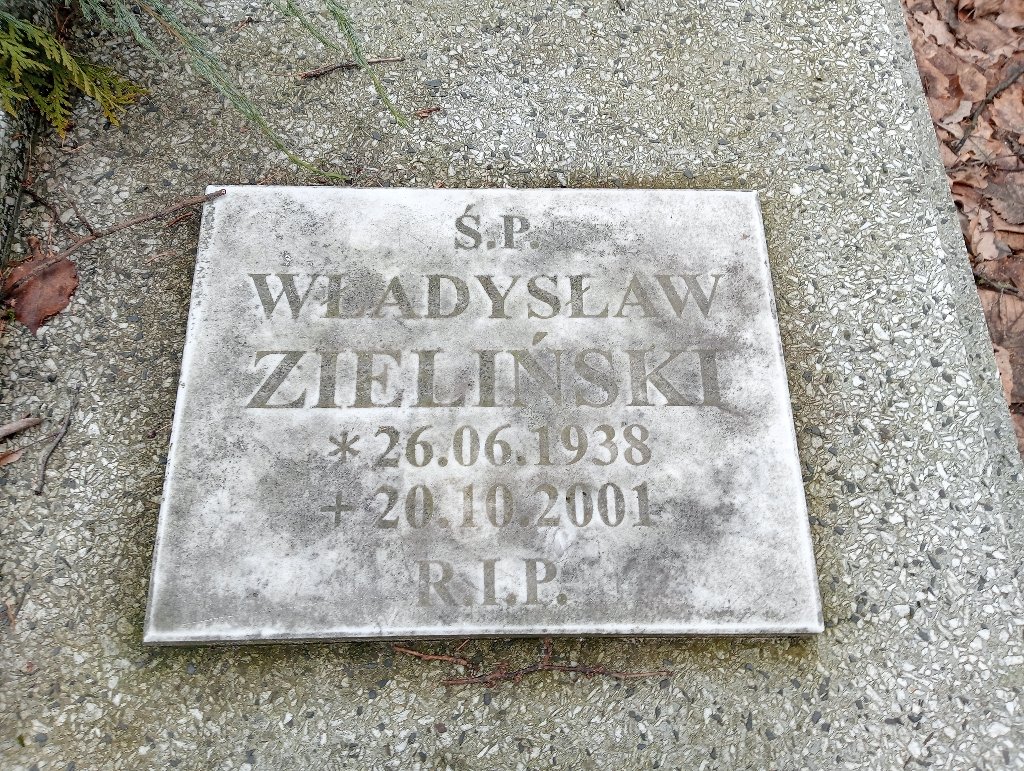 Ś.P.
WŁADYSŁAW
ZIELIŃSKI
* 26.06.1938
+ 20.10.2001
R.I.P.